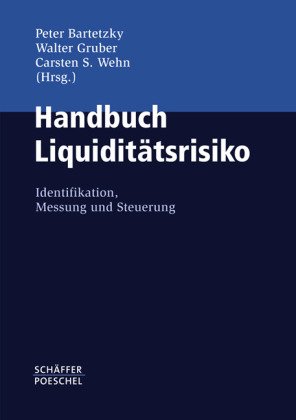 Peter Bartetzky
Walter Gruber
Carsten S. Wehn
(Hrsg.)
Handbuch
Liquiditätsrisiko
Identifikation,
Messung und Steuerung
SCHÄFFER
POESCHEL